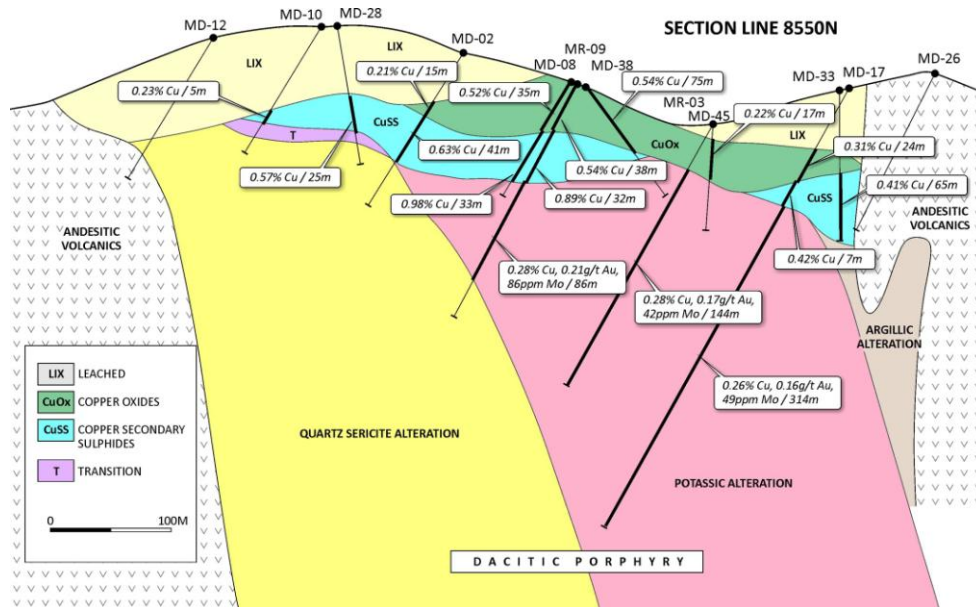 SECTION LINE 8550N
MD-12
MD-10
MD-28
MD-02
MD-08
MR-09
MD-38
MR-03
MD-45
MD-33
MD-17
MD-26
LIX
LIX
LIX
0.23% Cu / 5m
0.21% Cu / 15m
0.52% Cu / 35m
0.54% Cu / 75m
0.22% Cu / 17m
0.31% Cu / 24m
0.41% Cu / 65m
CuSS
T
CuOx
CuSS
0.57% Cu / 25m
0.63% Cu / 41m
0.54% Cu / 38m
0.98% Cu / 33m
0.89% Cu / 32m
0.42% Cu / 7m
ANDESITIC
VOLCANICS
ANDESITIC
VOLCANICS
0.28% Cu, 0.21g/t Au,
86ppm Mo / 86m
0.28% Cu, 0.17g/t Au,
42ppm Mo / 144m
0.26% Cu, 0.16g/t Au,
49ppm Mo / 314m
ARGILLIC
ALTERATION
LIX LEACHED
CuOx COPPER OXIDES
CuSS COPPER SECONDARY
SULPHIDES
T TRANSITION
0 100M
QUARTZ SERICITE ALTERATION
POTASSIC ALTERATION
DACITIC PORPHYRY